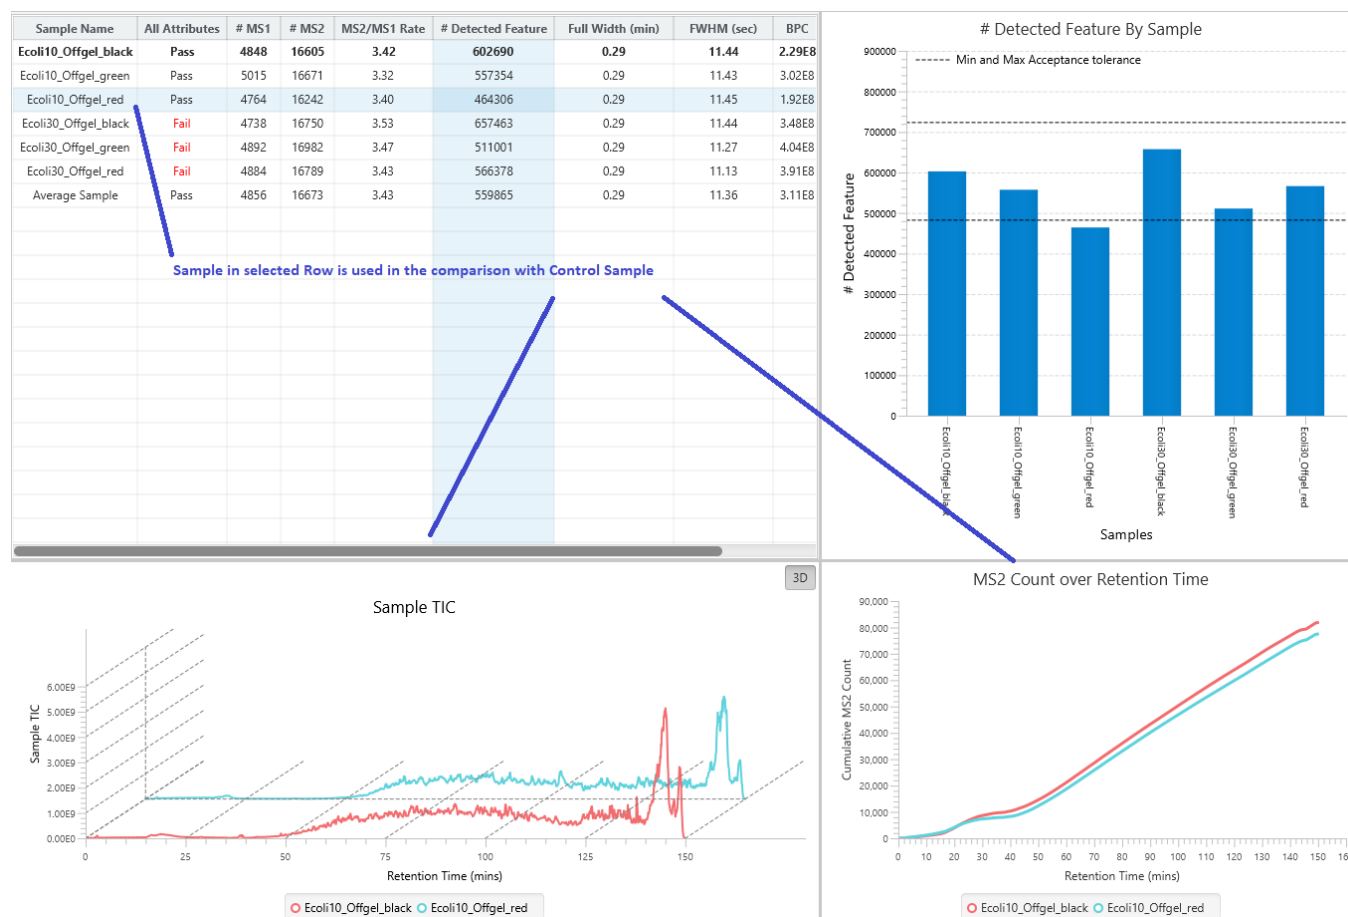 Sample Name All Attributes # MS1 # MS2 MS2/MS1 Rate # Detected Feature Full Width (min) FWHM (sec) BPC
Ecoli10_Offgel_black Pass 4848 16605 3.42 602690 0.29 11.44 2.29E8
Ecoli10_Offgel_green Pass 5015 16671 3.32 557354 0.29 11.43 3.02E8
Ecoli10_Offgel_red Pass 4764 16242 3.40 464306 0.29 11.45 1.92E8
Ecoli30_Offgel_black Fail 4738 16750 3.53 657463 0.29 11.44 3.48E8
Ecoli30_Offgel_green Fail 4892 16982 3.47 511001 0.29 11.27 4.04E8
Ecoli30_Offgel_red Fail 4884 16789 3.43 566378 0.29 11.13 3.91E8
Average Sample Pass 4856 16673 3.43 559865 0.29 11.36 3.11E8
Sample in selected Row is used in the comparison with Control Sample
# Detected Feature By Sample
Min and Max Acceptance tolerance
# Detected Feature
900000
800000
700000
600000
500000
400000
300000
200000
100000
0
Ecoli10_Offgel_black
Ecoli10_Offgel_green
Ecoli10_Offgel_red
Ecoli30_Offgel_black
Ecoli30_Offgel_green
Ecoli30_Offgel_red
Samples
3D
Sample TIC
Sample TIC
6.00E9
5.00E9
4.00E9
3.00E9
2.00E9
1.00E9
0.00E0
0 25 50 75 100 125 150
Retention Time (mins)
Ecoli10_Offgel_black Ecoli10_Offgel_red
MS2 Count over Retention Time
Cumulative MS2 Count
90,000
80,000
70,000
60,000
50,000
40,000
30,000
20,000
10,000
0
0 10 20 30 40 50 60 70 80 90 100 110 120 130 140 150
Retention Time (mins)
Ecoli10_Offgel_black Ecoli10_Offgel_red